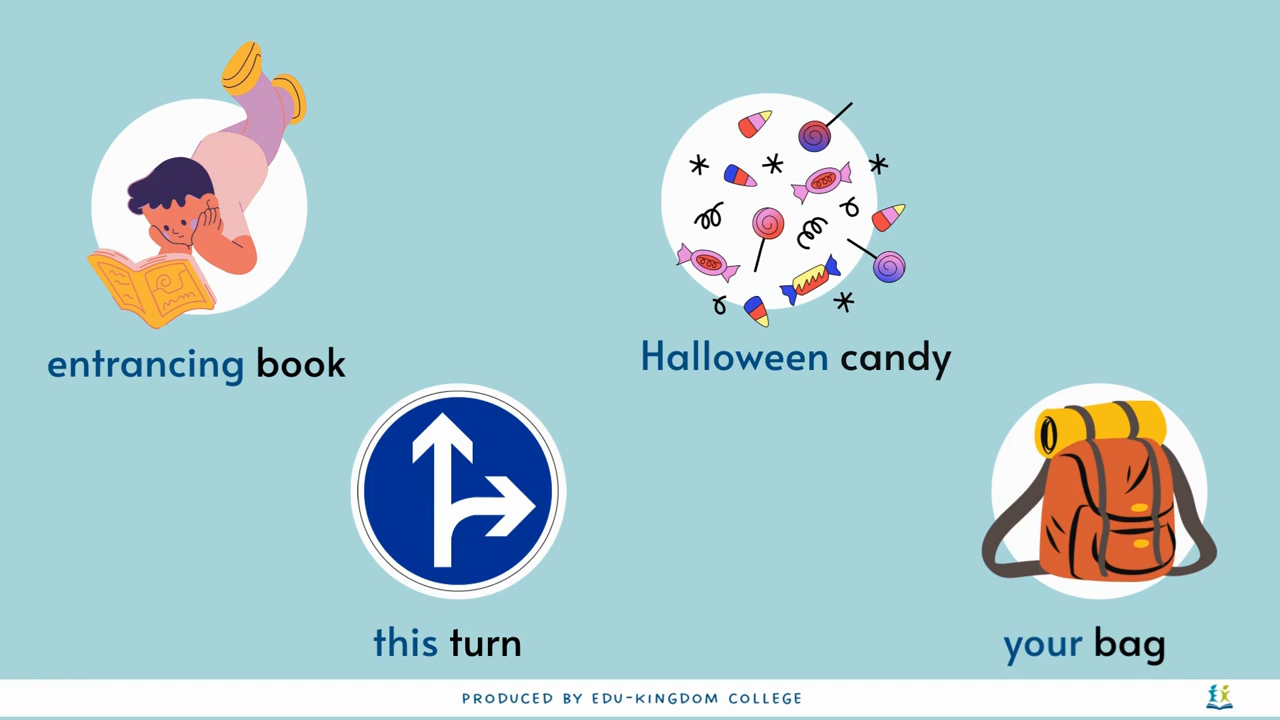 entrancing book
Halloween candy
this turn
your bag
PRODUCED BY EDU-KINGDOM COLLEGE